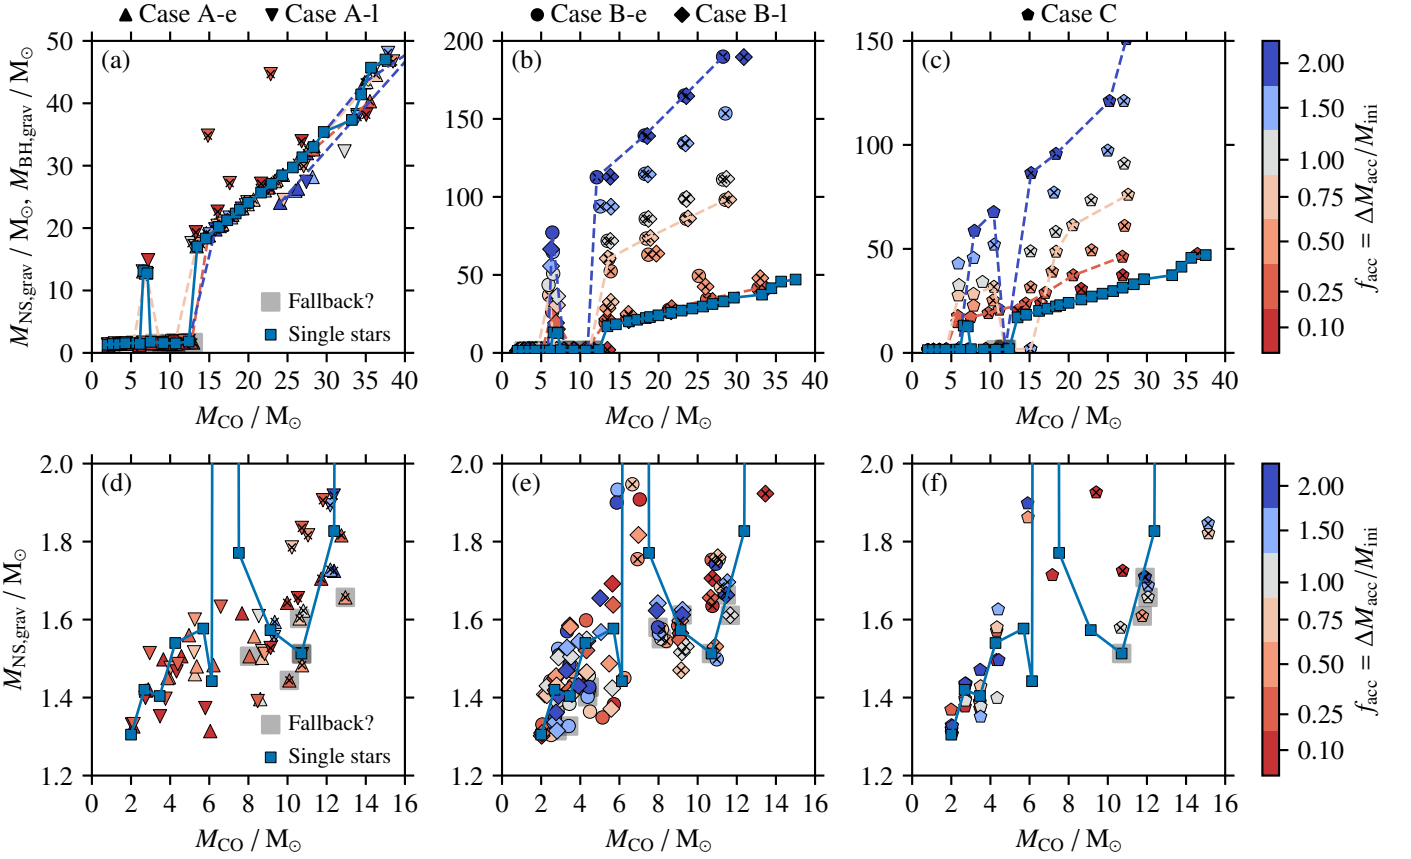 Case A-e Case A-l Case B-e Case B-l Case C
(a) (b) (c)
50 40 30 20 10 0
200 150 100 50 0
150 100 50 0
M_NS,grav / M⊙, M_BH,grav / M⊙
Fallback?
Single stars
0 5 10 15 20 25 30 35 40
0 5 10 15 20 25 30 35 40
0 5 10 15 20 25 30 35 40
M_CO / M⊙
M_CO / M⊙
M_CO / M⊙
2.00
1.50
1.00
0.75
0.50
0.25
0.10
f_acc = ΔM_acc/M_ini
(d) (e) (f)
2.0 1.8 1.6 1.4 1.2
2.0 1.8 1.6 1.4 1.2
2.0 1.8 1.6 1.4 1.2
M_NS,grav / M⊙
Fallback?
Single stars
0 2 4 6 8 10 12 14 16
0 2 4 6 8 10 12 14 16
0 2 4 6 8 10 12 14 16
M_CO / M⊙
M_CO / M⊙
M_CO / M⊙
2.00
1.50
1.00
0.75
0.50
0.25
0.10
f_acc = ΔM_acc/M_ini